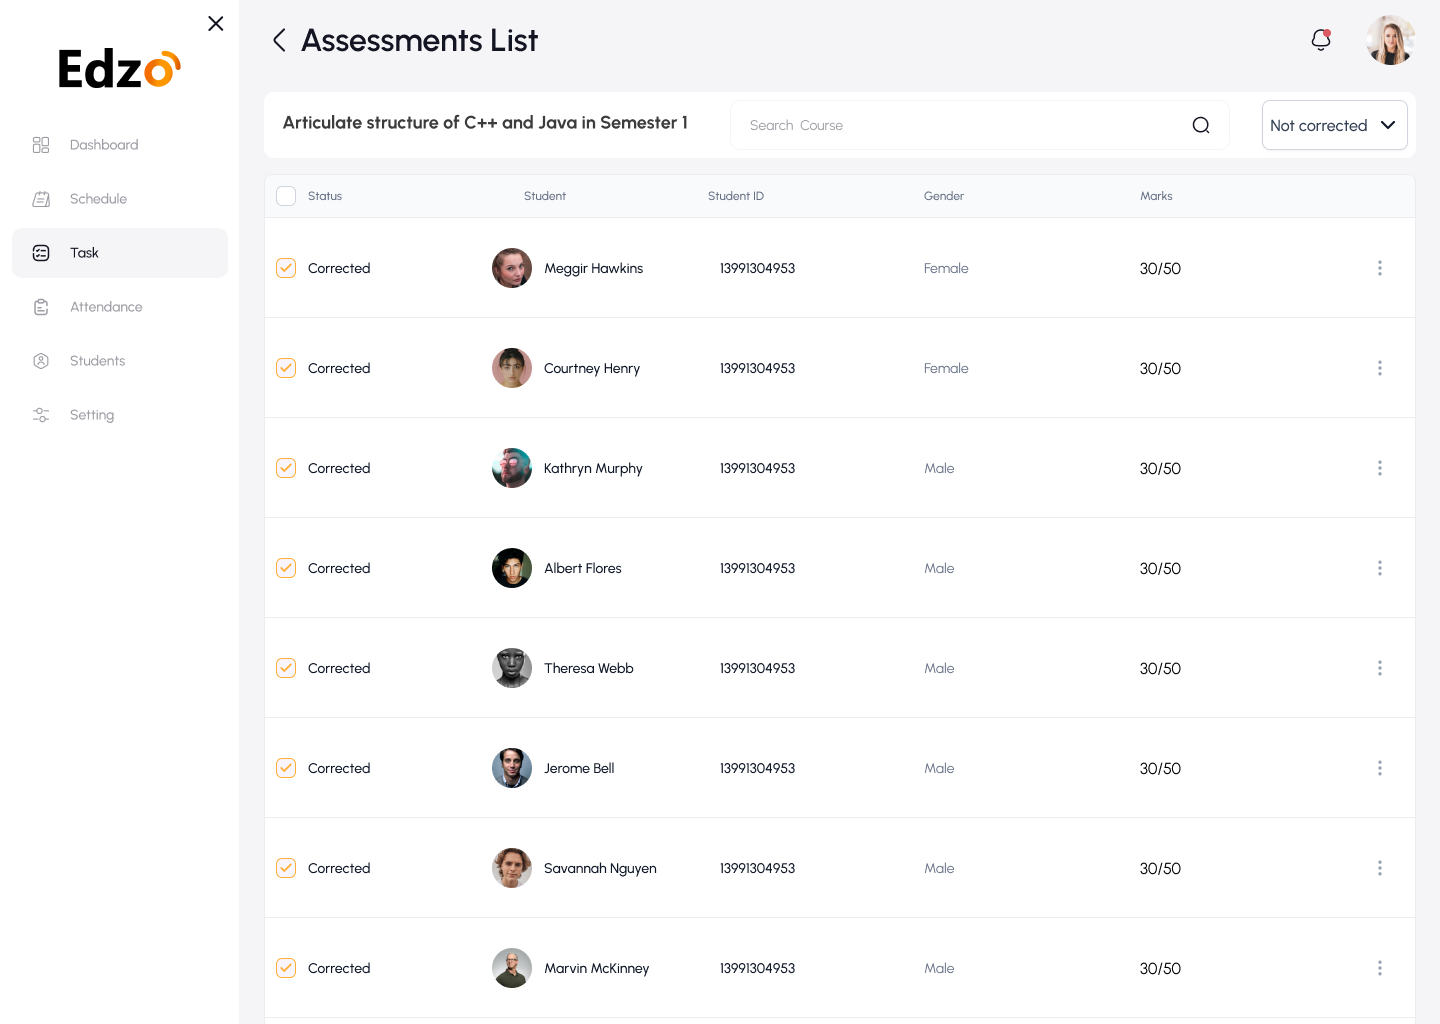 Edzo
Dashboard
Schedule
Task
Attendance
Students
Setting
Assessments List
Articulate structure of C++ and Java in Semester 1
Search Course
Not corrected
Status Student Student ID Gender Marks
Corrected Meggir Hawkins 13991304953 Female 30/50
Corrected Courtney Henry 13991304953 Female 30/50
Corrected Kathryn Murphy 13991304953 Male 30/50
Corrected Albert Flores 13991304953 Male 30/50
Corrected Theresa Webb 13991304953 Male 30/50
Corrected Jerome Bell 13991304953 Male 30/50
Corrected Savannah Nguyen 13991304953 Male 30/50
Corrected Marvin McKinney 13991304953 Male 30/50